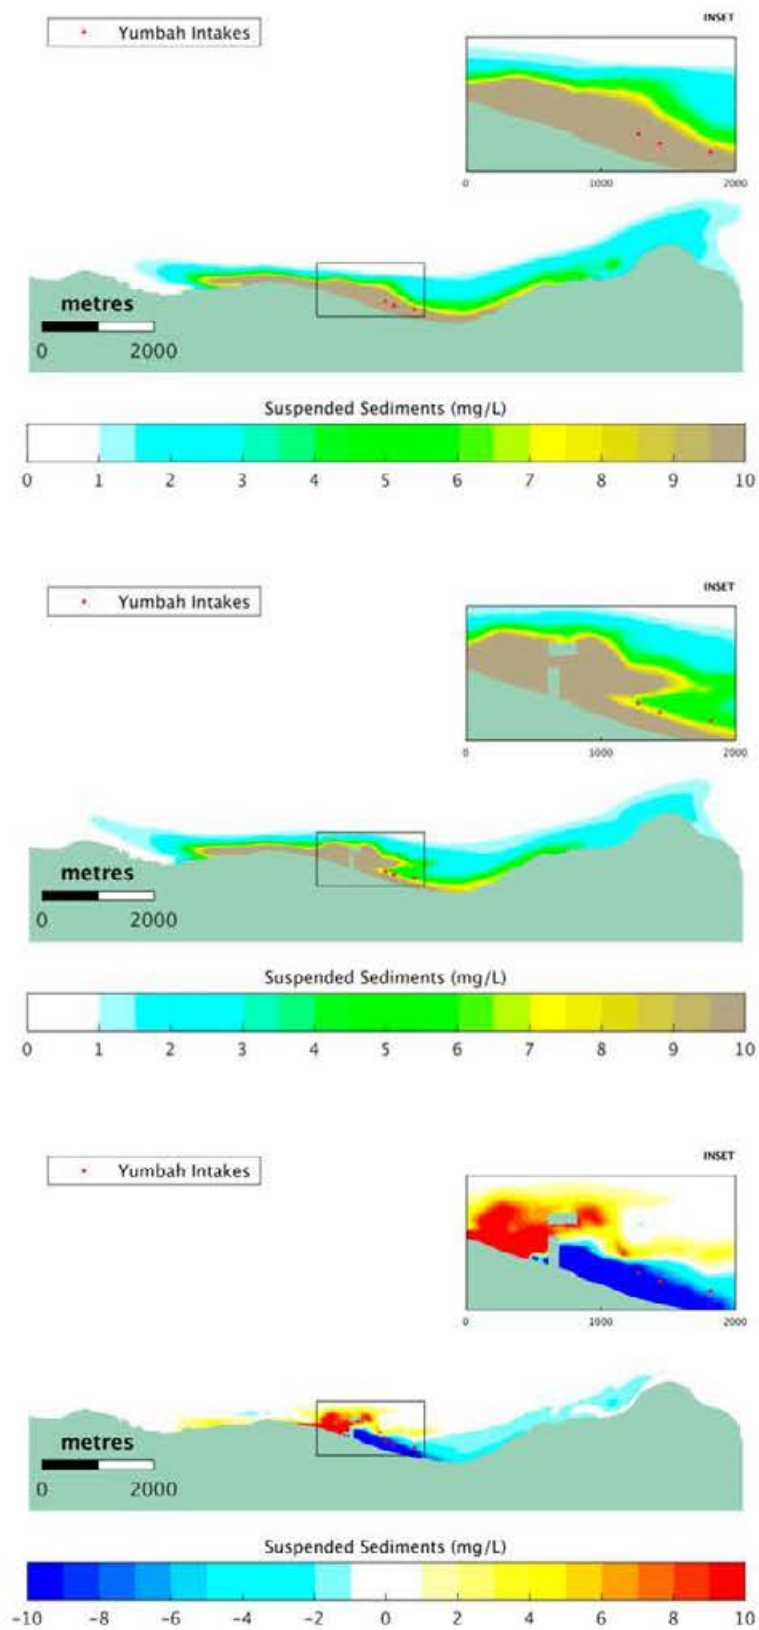 INSET
Yumbah Intakes
0 1000 2000
metres
0 2000
Suspended Sediments (mg/L)
0 1 2 3 4 5 6 7 8 9 10
INSET
Yumbah Intakes
0 1000 2000
metres
0 2000
Suspended Sediments (mg/L)
0 1 2 3 4 5 6 7 8 9 10
INSET
Yumbah Intakes
0 1000 2000
metres
0 2000
Suspended Sediments (mg/L)
-10 -8 -6 -4 -2 0 2 4 6 8 10